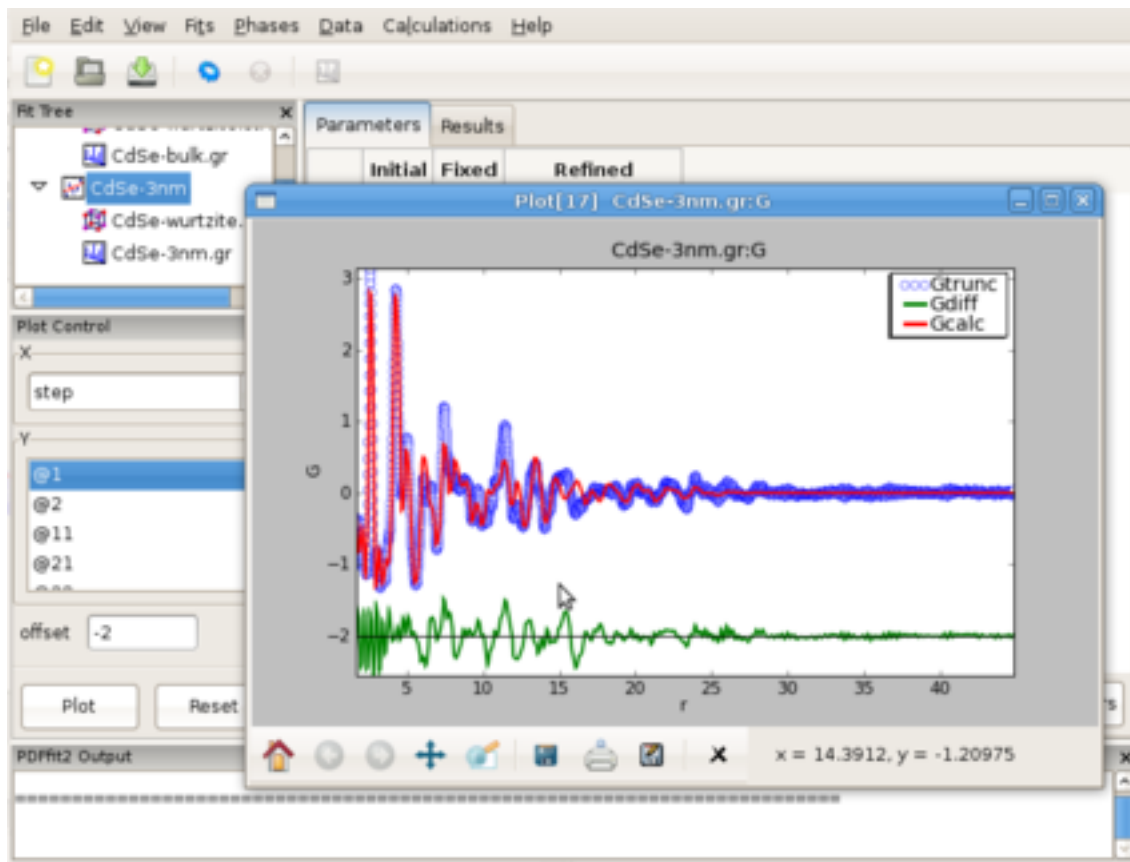 File Edit View Fits Phases Data Calculations Help
Fit Tree
CdSe-bulk.gr
CdSe-3nm
CdSe-wurtzite.
CdSe-3nm.gr
Parameters Results
Initial Fixed Refined
Plot Control
X
step
Y
@1
@2
@11
@21
offset -2
Plot Reset
PDFfit2 Output
Plot[17] CdSe-3nm.gr:G
CdSe-3nm.gr:G
Gtrunc
Gdiff
Gcalc
G
3
2
1
0
−1
−2
5 10 15 20 25 30 35 40
r
x = 14.3912, y = -1.20975